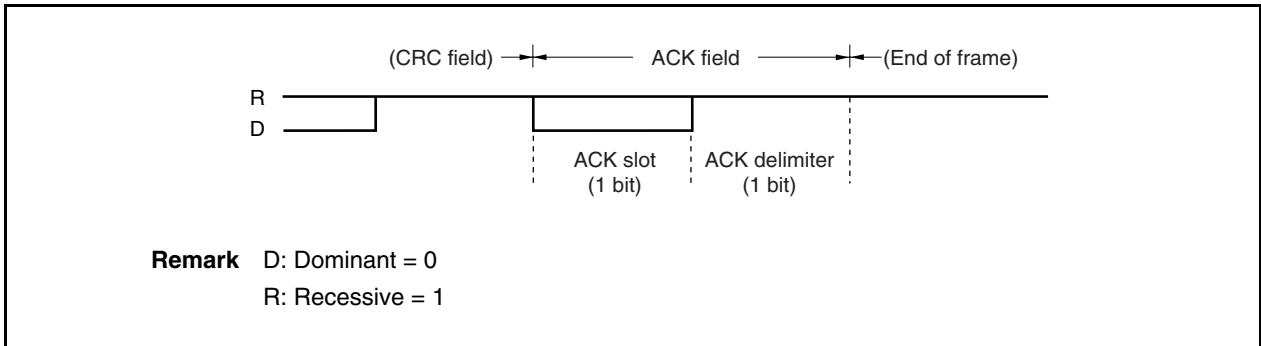 (CRC field) ACK field (End of frame)
R
D
ACK slot ACK delimiter
(1 bit) (1 bit)
Remark D: Dominant = 0
R: Recessive = 1